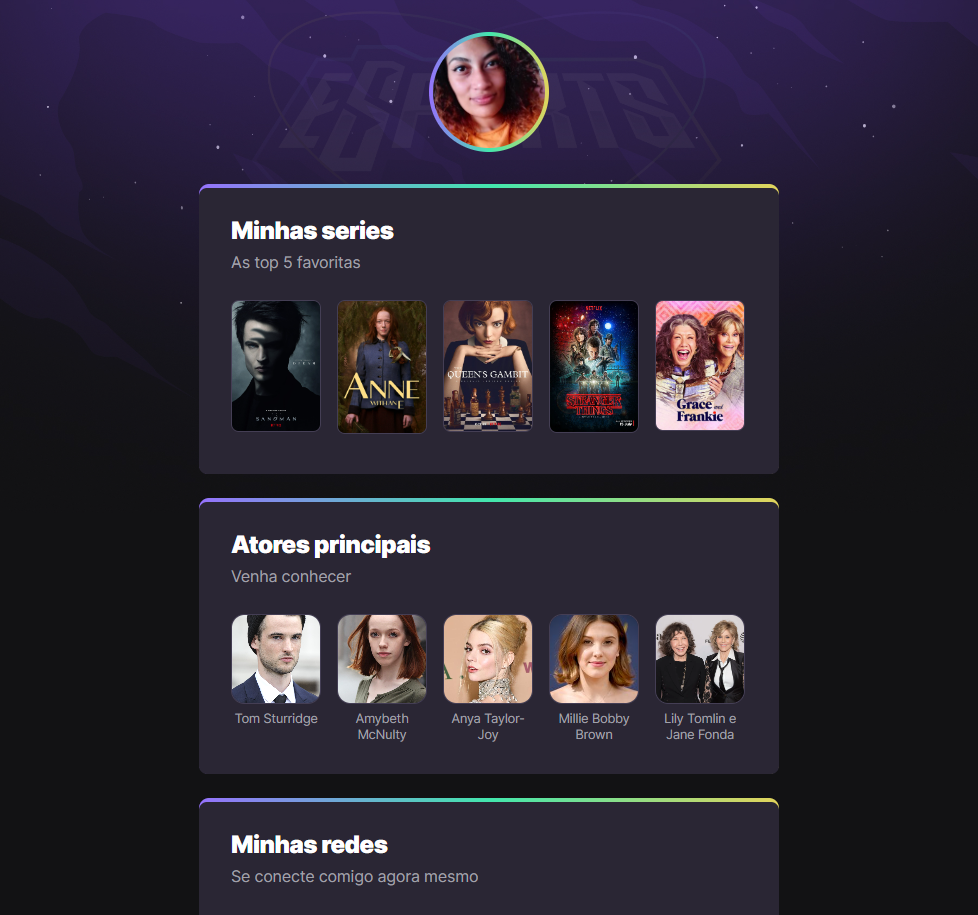 ESPORTS
Minhas series
As top 5 favoritas
SANDMAN
ANNE
WITH AN E
QUEEN'S GAMBIT
NETFLIX
STRANGER
THINGS
Grace and
Frankie
Atores principais
Venha conhecer
Tom Sturridge
Amybeth
McNulty
Anya Taylor-
Joy
Millie Bobby
Brown
Lily Tomlin e
Jane Fonda
Minhas redes
Se conecte comigo agora mesmo